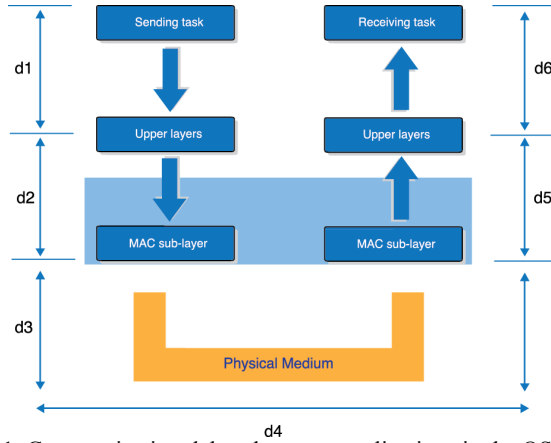 Sending task
Receiving task
d1
d6
Upper layers
Upper layers
d2
d5
MAC sub-layer
MAC sub-layer
d3
Physical Medium
d4